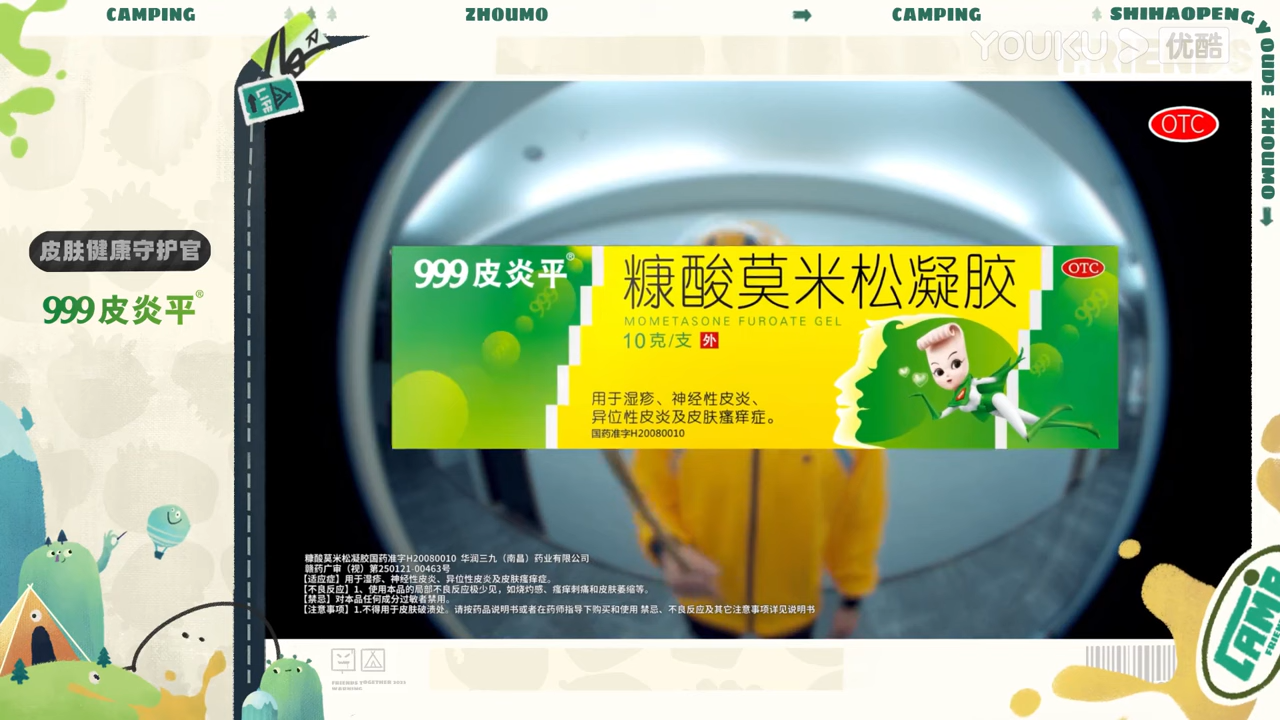 CAMPING
ZHOUMO
CAMPING
SHIHAOPENG YOUDE ZHOUMO
YOUKU 优酷
LIFE
OTC
皮肤健康守护官
999皮炎平®
999皮炎平®
糠酸莫米松凝胶
OTC
MOMETASONE FUROATE GEL
10克/支 外
用于湿疹、神经性皮炎、
异位性皮炎及皮肤瘙痒症。
国药准字H20080010
糠酸莫米松凝胶国药准字H20080010 华润三九（南昌）药业有限公司
赣药广审（视）第250121-00463号
【适应症】用于湿疹、神经性皮炎、异位性皮炎及皮肤瘙痒症。
【不良反应】1、使用本品的局部不良反应极少见，如烧灼感、瘙痒刺痛和皮肤萎缩等。
【禁忌】对本品任何成分过敏者禁用。
【注意事项】1.不得用于皮肤破溃处。请按药品说明书或者在药师指导下购买和使用 禁忌、不良反应及其它注意事项详见说明书
CAMP